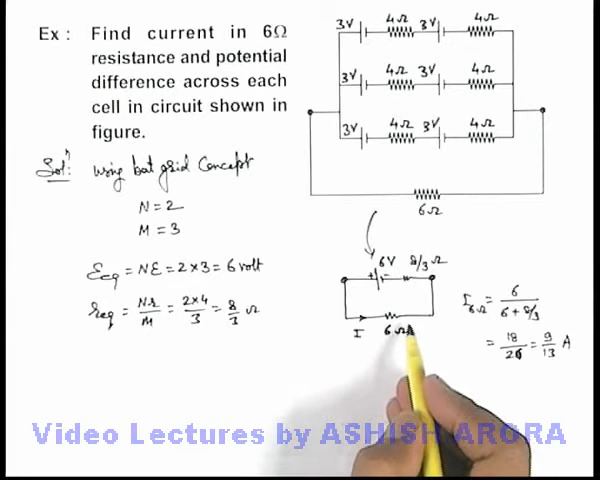 Ex : Find current in 6Ω
resistance and potential
difference across each
cell in circuit shown in
figure.
Solⁿ: Using bat grid Concept
N = 2
M = 3
Eeq = NE = 2 × 3 = 6 volt
req = Nr/M = 2×4/3 = 8/3 Ω
3V 4Ω 3V 4Ω
3V 4Ω 3V 4Ω
3V 4Ω 3V 4Ω
6Ω
6V 8/3 Ω
+ -
I 6Ω
I6Ω = 6/(6 + 8/3)
= 18/26 = 9/13 A
Video Lectures by ASHISH ARORA